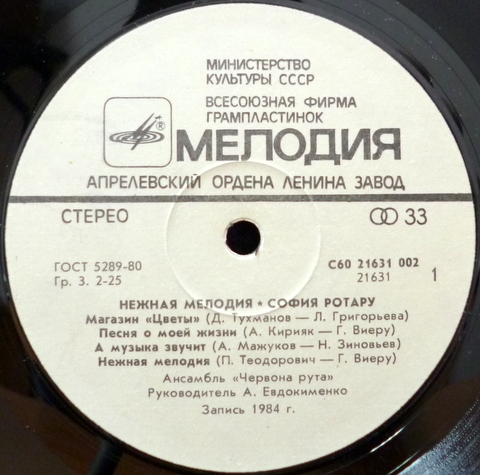 МИНИСТЕРСТВО
КУЛЬТУРЫ СССР
ВСЕСОЮЗНАЯ ФИРМА
ГРАМПЛАСТИНОК
® МЕЛОДИЯ
АПРЕЛЕВСКИЙ ОРДЕНА ЛЕНИНА ЗАВОД
СТЕРЕО 33
ГОСТ 5289-80 С60 21631 002
Гр. 3. 2-25 21631 1
НЕЖНАЯ МЕЛОДИЯ ★ СОФИЯ РОТАРУ
Магазин «Цветы» (Д. Тухманов — Л. Григорьева)
Песня о моей жизни (А. Кирияк — Г. Виеру)
А музыка звучит (А. Мажуков — Н. Зиновьев)
Нежная мелодия (П. Теодорович — Г. Виеру)
Ансамбль «Червона рута»
Руководитель А. Евдокименко
Запись 1984 г.